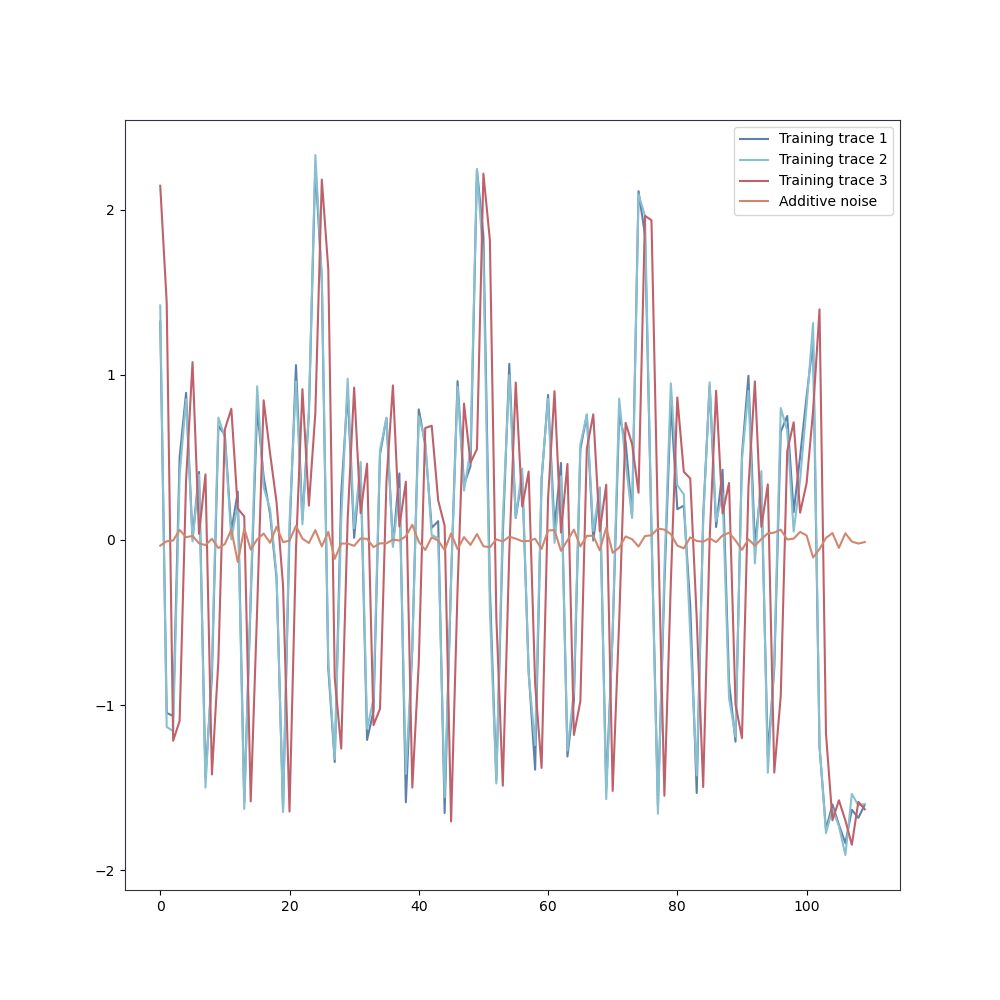 Training trace 1
Training trace 2
Training trace 3
Additive noise
2
1
0
−1
−2
0 20 40 60 80 100